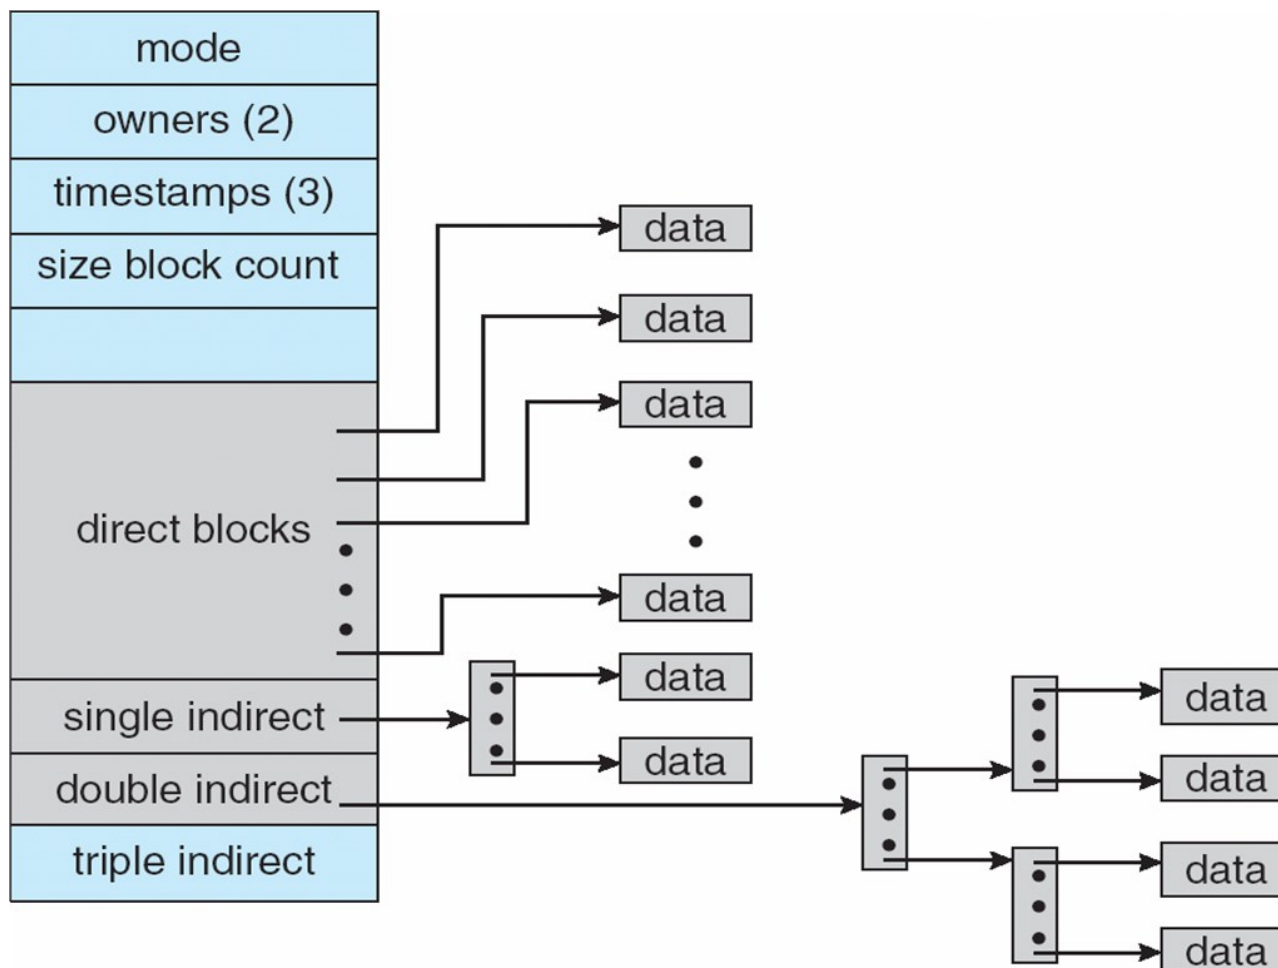 mode
owners (2)
timestamps (3)
size block count
direct blocks
single indirect
double indirect
triple indirect
data
data
data
data
data
data
data
data
data
data